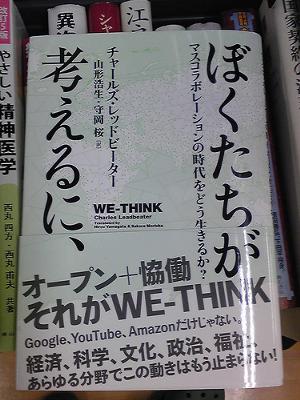 ぼくたちが
考えるに、
マスコラボレーションの時代をどう生きるか?
チャールズ・レッドビーター
山形浩生・守岡 桜[訳]
WE-THINK
Charles Leadbeater
Translated by
Hiroo Yamagata & Sakura Morioka
オープン+協働
それがWE-THINK
Google、YouTube、Amazonだけじゃない。
経済、科学、文化、政治、福祉、
あらゆる分野でこの動きはもう止まらない!
改訂5版
やさしい精神医学
西丸 四方・西丸 甫夫 共著